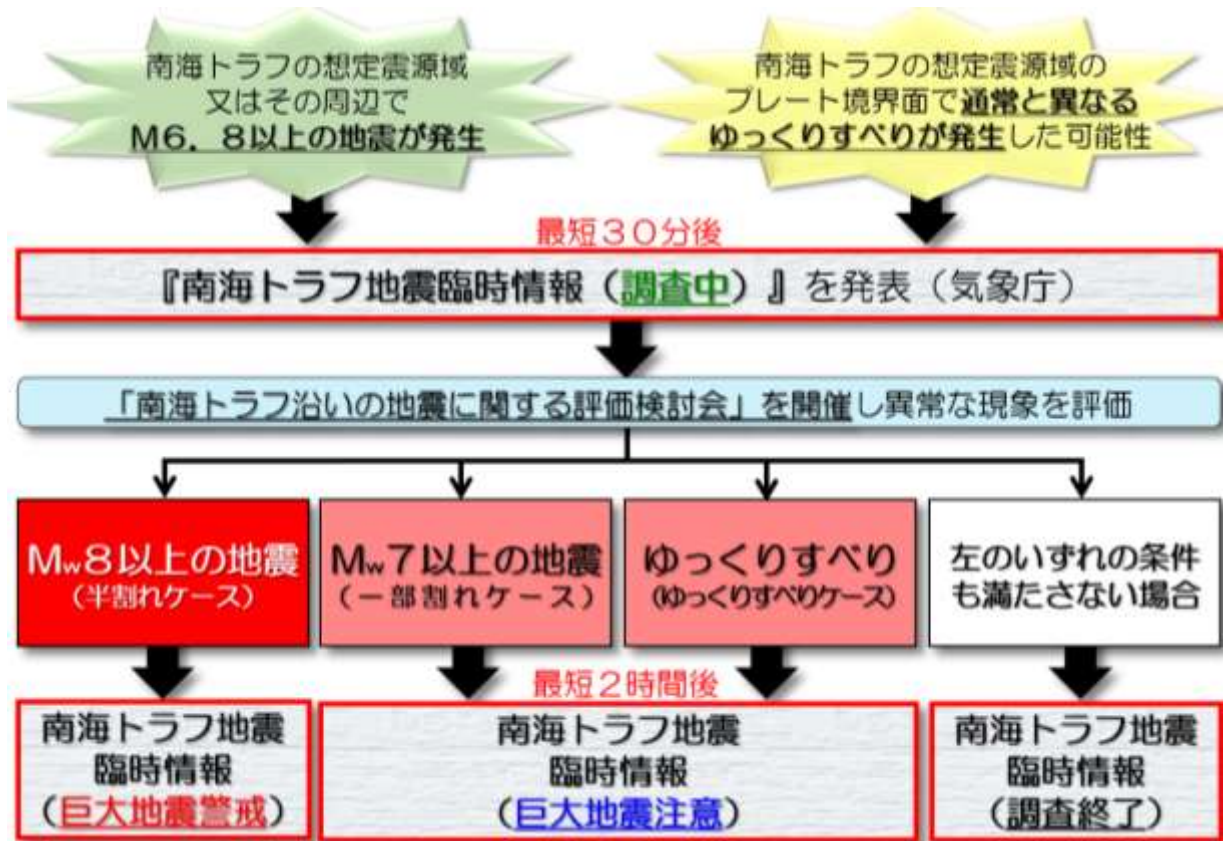 南海トラフの想定震源域
又はその周辺で
M6．8以上の地震が発生
南海トラフの想定震源域の
プレート境界面で通常と異なる
ゆっくりすべりが発生した可能性
最短30分後
『南海トラフ地震臨時情報（調査中）』を発表（気象庁）
「南海トラフ沿いの地震に関する評価検討会」を開催し異常な現象を評価
Mw8以上の地震
（半割れケース）
Mw7以上の地震
（一部割れケース）
ゆっくりすべり
（ゆっくりすべりケース）
左のいずれの条件
も満たさない場合
最短2時間後
南海トラフ地震
臨時情報
（巨大地震警戒）
南海トラフ地震
臨時情報
（巨大地震注意）
南海トラフ地震
臨時情報
（調査終了）